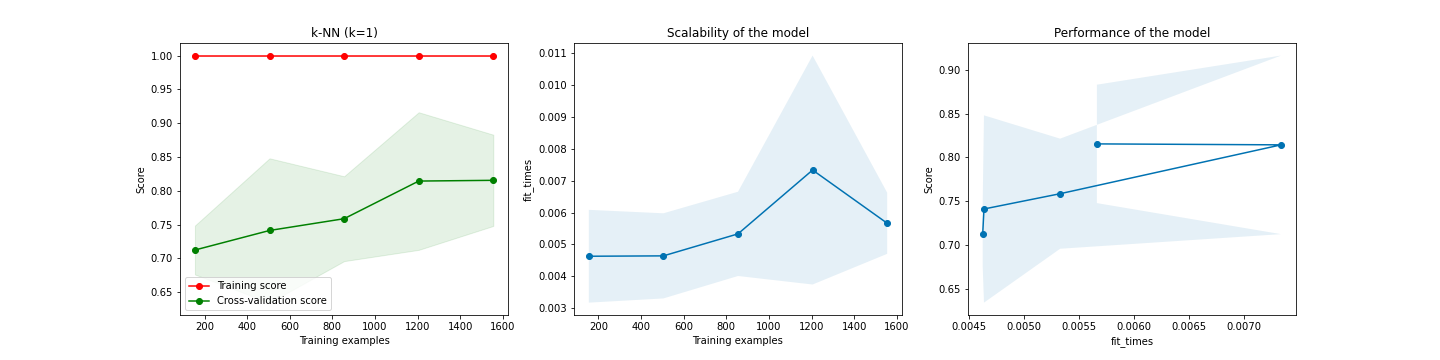 k-NN (k=1)
1.00
0.95
0.90
0.85
0.80
0.75
0.70
0.65
Score
Training score
Cross-validation score
200 400 600 800 1000 1200 1400 1600
Training examples
Scalability of the model
0.011
0.010
0.009
0.008
0.007
0.006
0.005
0.004
0.003
fit_times
200 400 600 800 1000 1200 1400 1600
Training examples
Performance of the model
0.90
0.85
0.80
0.75
0.70
0.65
Score
0.0045 0.0050 0.0055 0.0060 0.0065 0.0070
fit_times